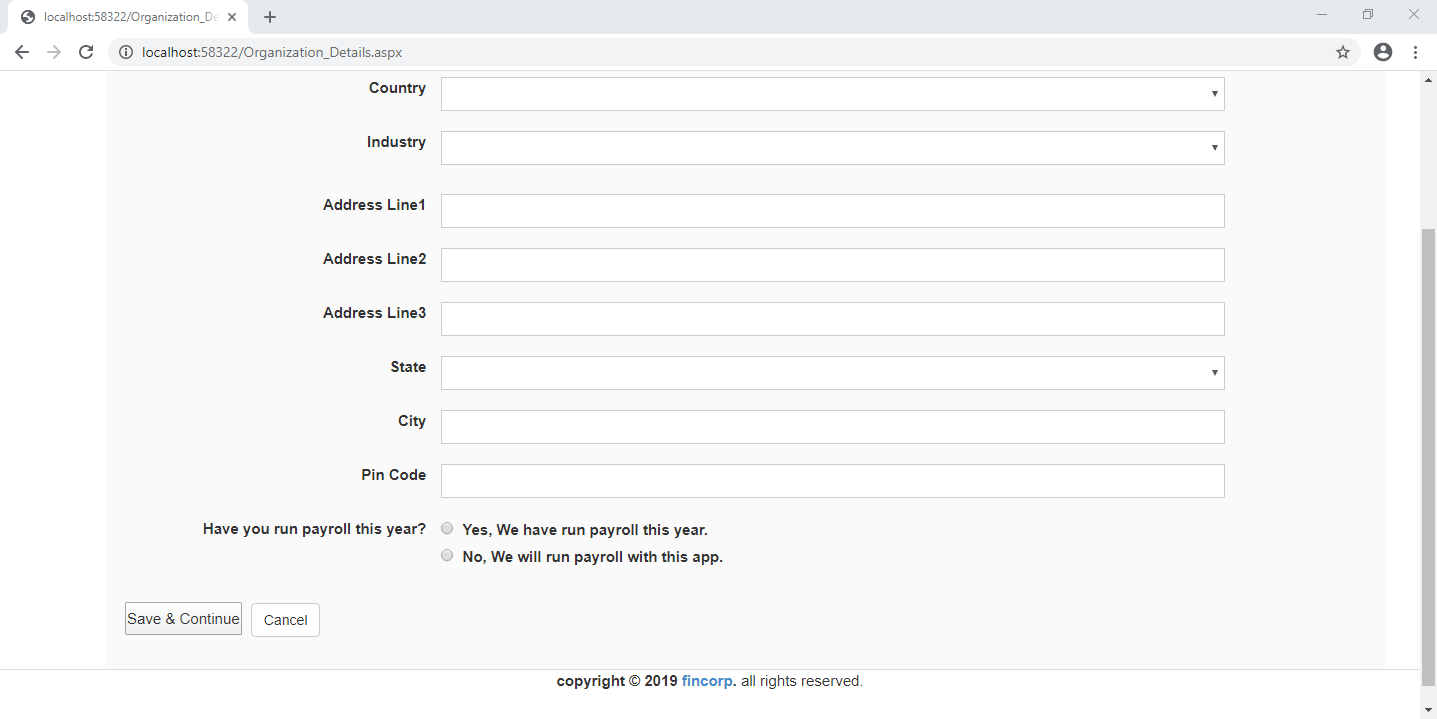 localhost:58322/Organization_De
localhost:58322/Organization_Details.aspx
Country
Industry
Address Line1
Address Line2
Address Line3
State
City
Pin Code
Have you run payroll this year?
Yes, We have run payroll this year.
No, We will run payroll with this app.
Save & Continue
Cancel
copyright © 2019 fincorp. all rights reserved.